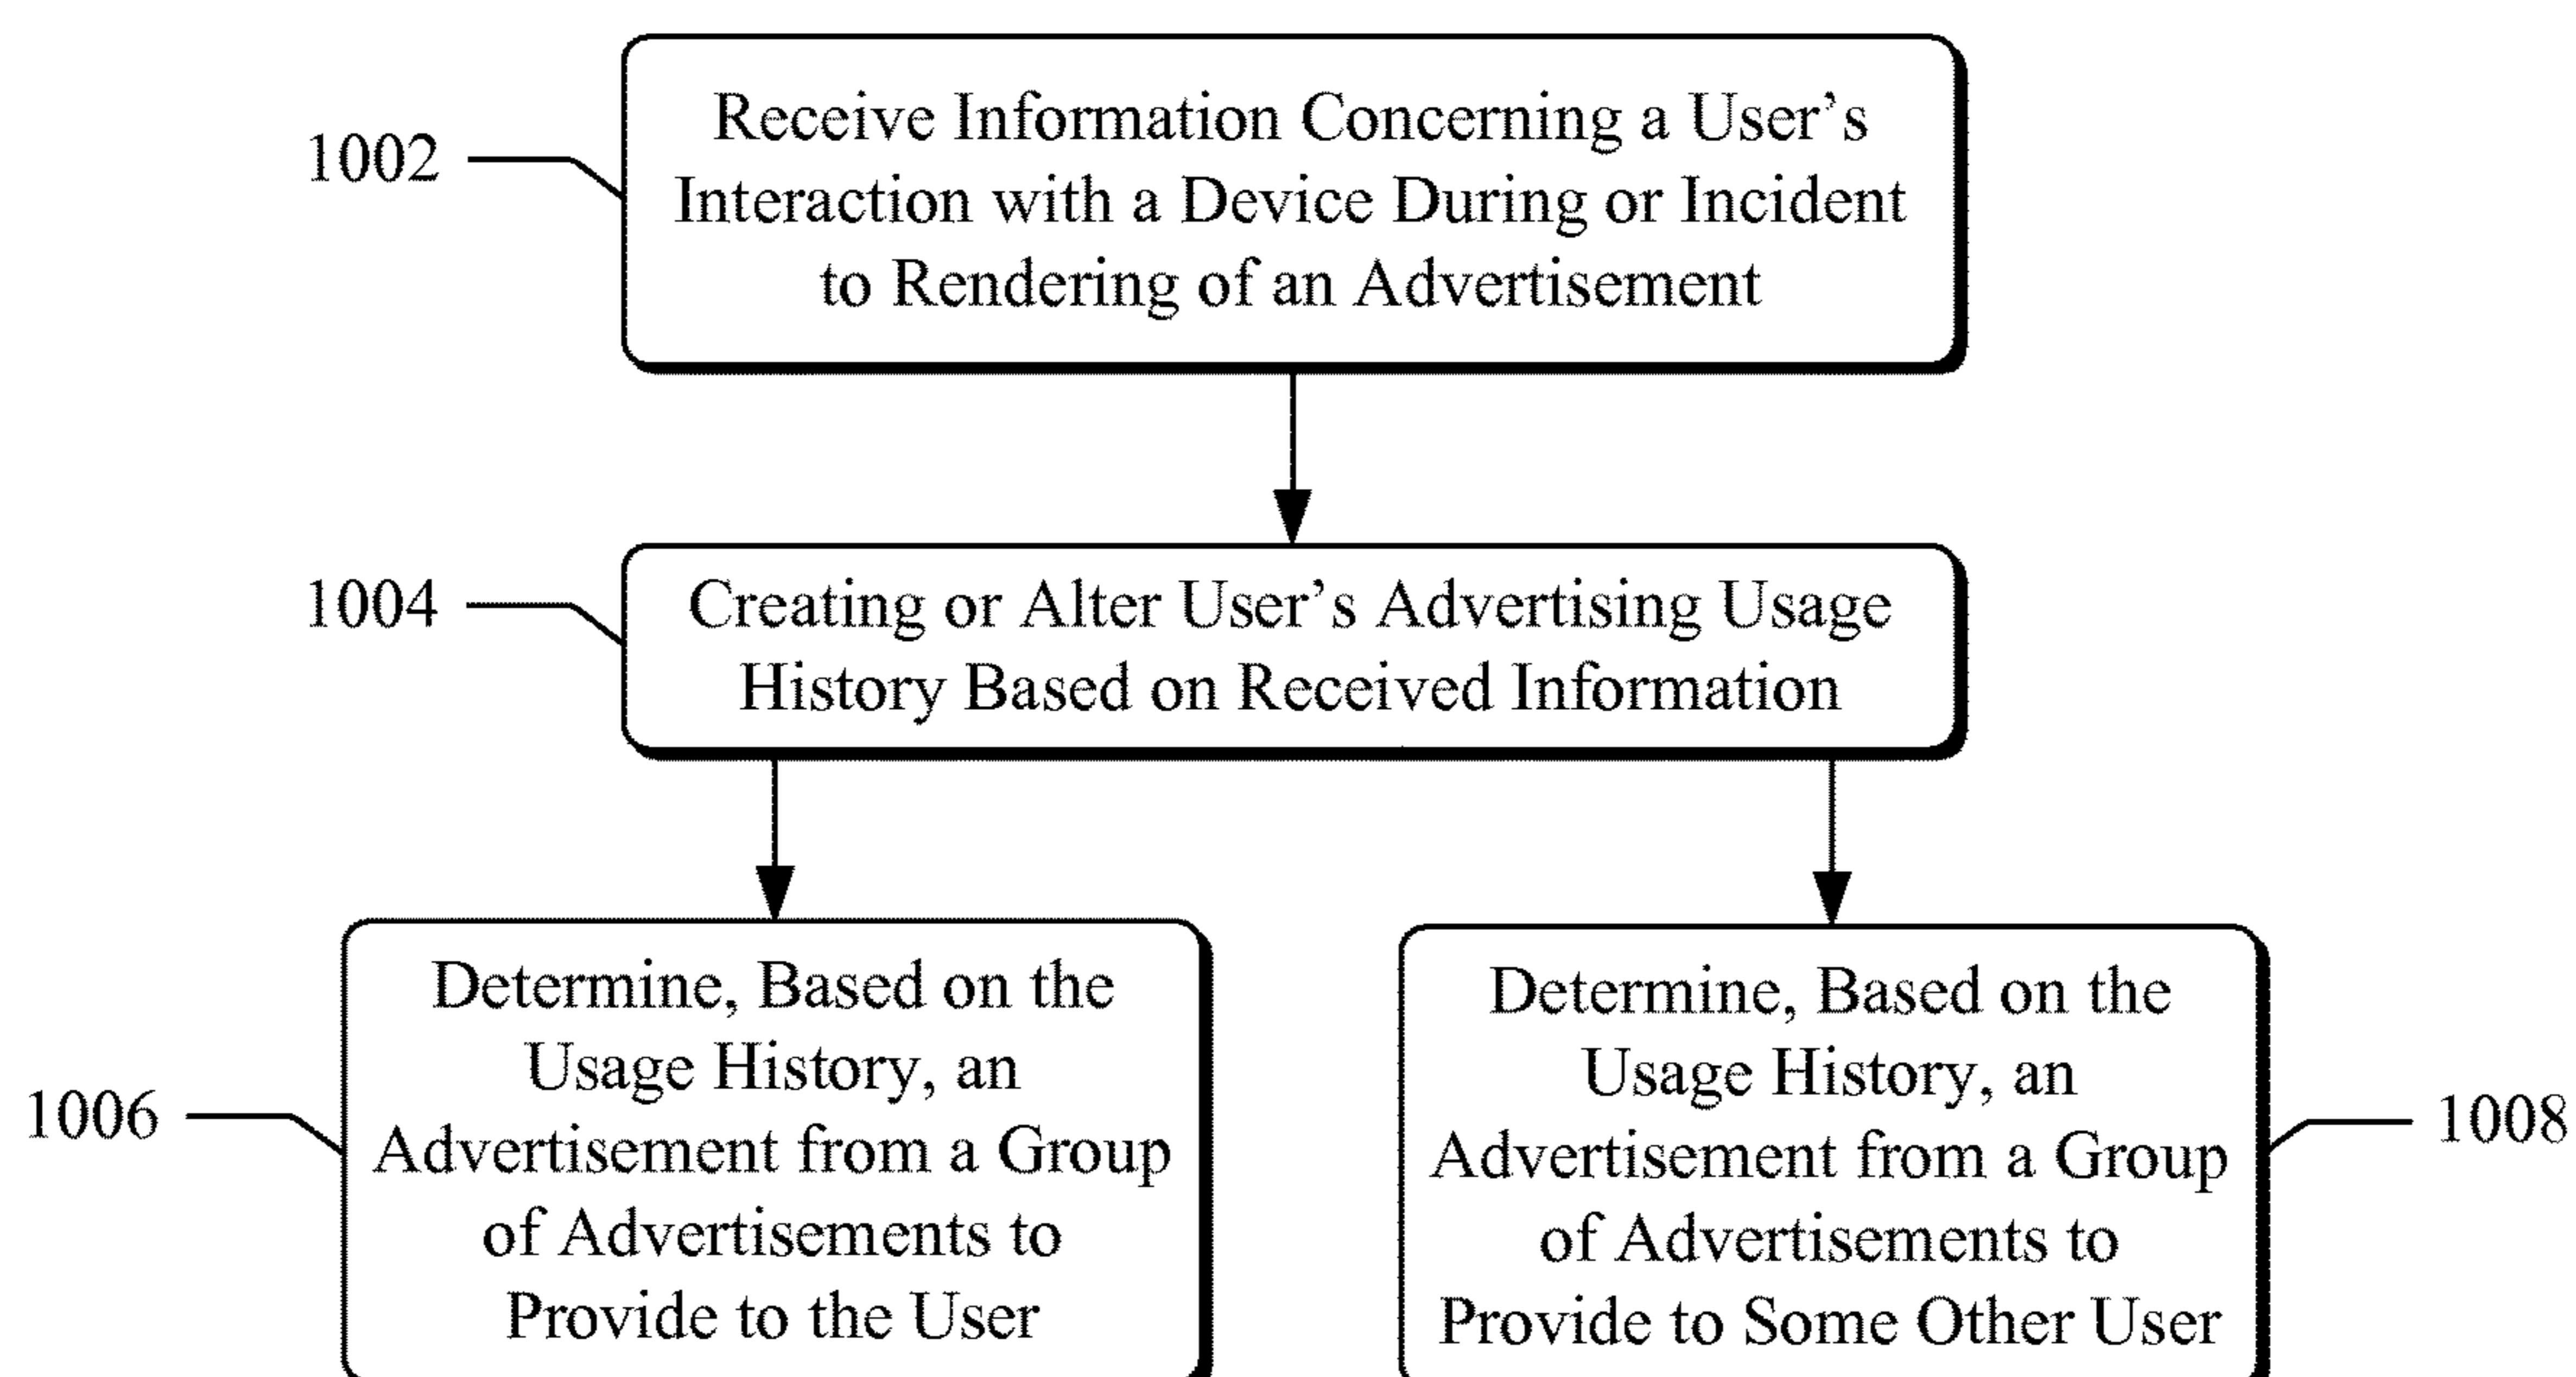 1002
Receive Information Concerning a User's
Interaction with a Device During or Incident
to Rendering of an Advertisement
1004
Creating or Alter User's Advertising Usage
History Based on Received Information
1006
Determine, Based on the
Usage History, an
Advertisement from a Group
of Advertisements to
Provide to the User
Determine, Based on the
Usage History, an
Advertisement from a Group
of Advertisements to
Provide to Some Other User
1008